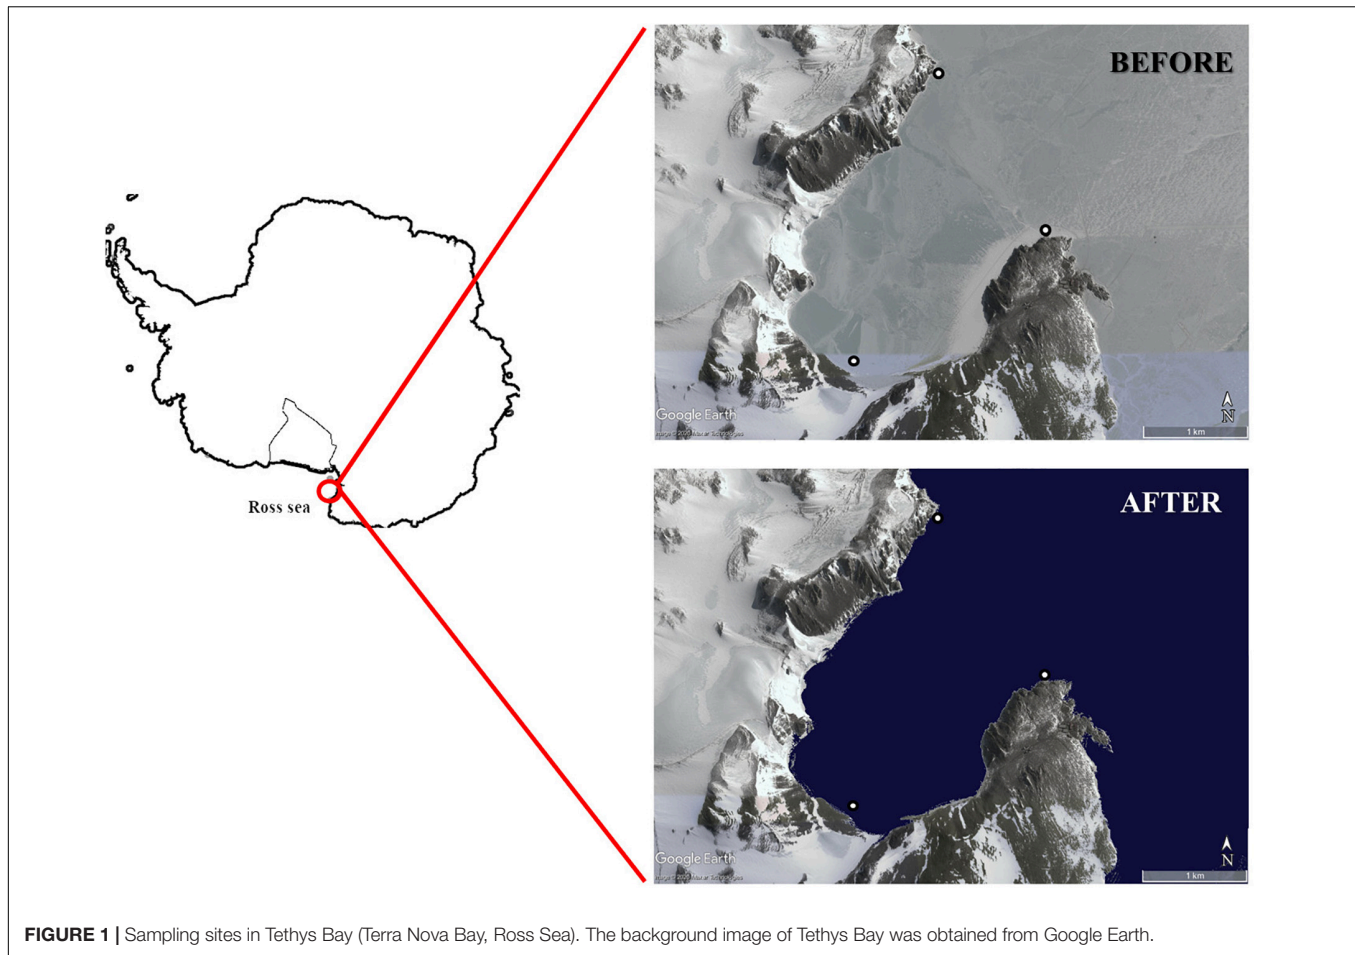 BEFORE
Google Earth
N
1 km
Ross sea
AFTER
Google Earth
N
1 km
FIGURE 1 | Sampling sites in Tethys Bay (Terra Nova Bay, Ross Sea). The background image of Tethys Bay was obtained from Google Earth.